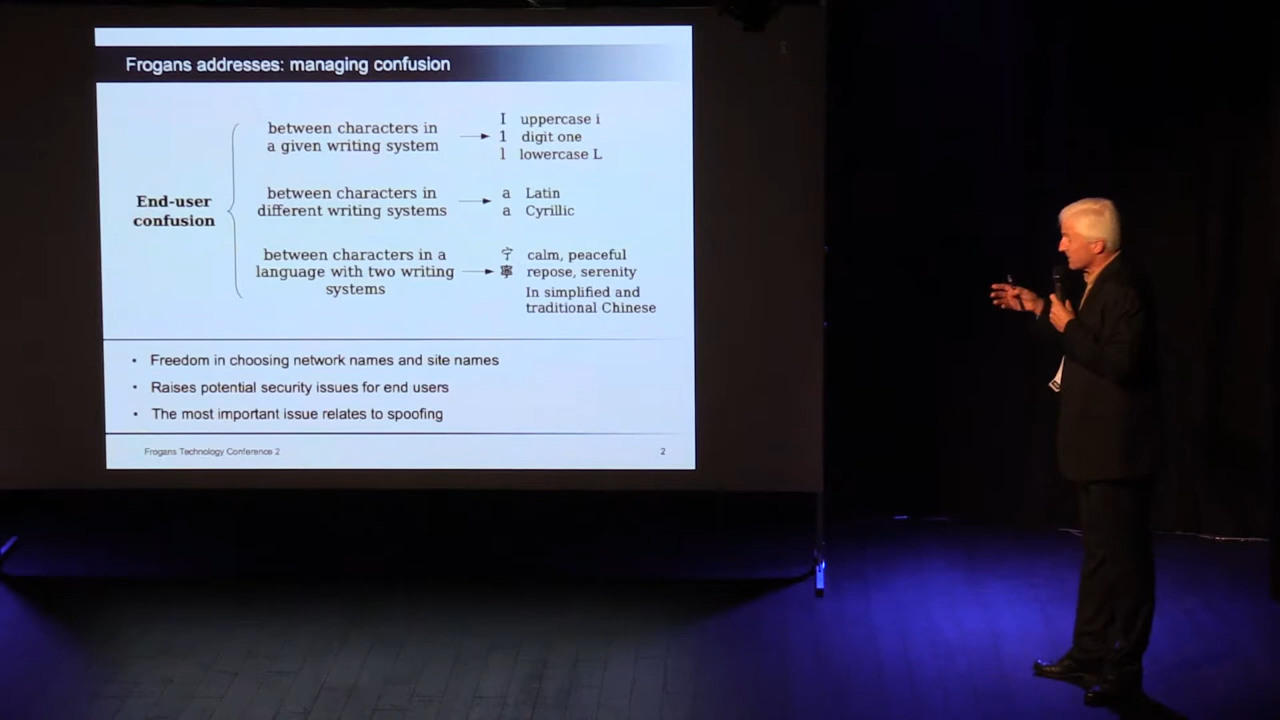 Frogans addresses: managing confusion
End-user
confusion
between characters in
a given writing system
I uppercase i
1 digit one
l lowercase L
between characters in
different writing systems
a Latin
а Cyrillic
between characters in a
language with two writing
systems
宁 calm, peaceful
寧 repose, serenity
In simplified and
traditional Chinese
• Freedom in choosing network names and site names
• Raises potential security issues for end users
• The most important issue relates to spoofing
Frogans Technology Conference 2
2